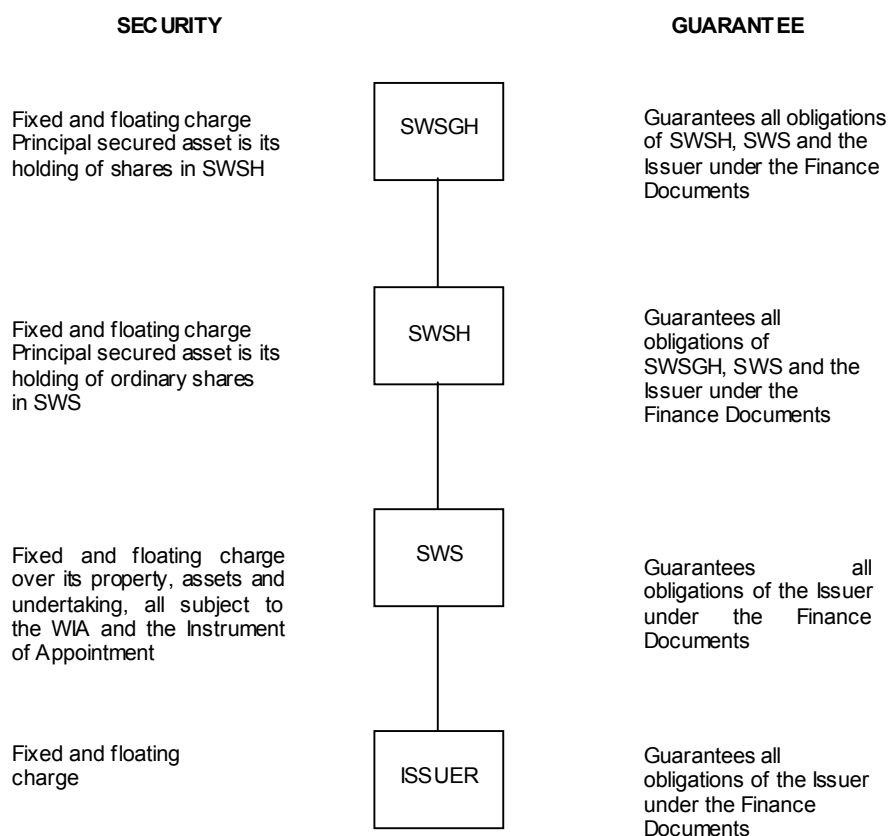 SECURITY
GUARANTEE
Fixed and floating charge
Principal secured asset is its
holding of shares in SWSH
SWSGH
Guarantees all obligations
of SWSH, SWS and the
Issuer under the Finance
Documents
Fixed and floating charge
Principal secured asset is its
holding of ordinary shares
in SWS
SWSH
Guarantees all
obligations of
SWSGH, SWS and the
Issuer under the
Finance Documents
Fixed and floating charge
over its property, assets and
undertaking, all subject to
the WIA and the Instrument
of Appointment
SWS
Guarantees all
obligations of the Issuer
under the Finance
Documents
Fixed and floating
charge
ISSUER
Guarantees all
obligations of the Issuer
under the Finance
Documents